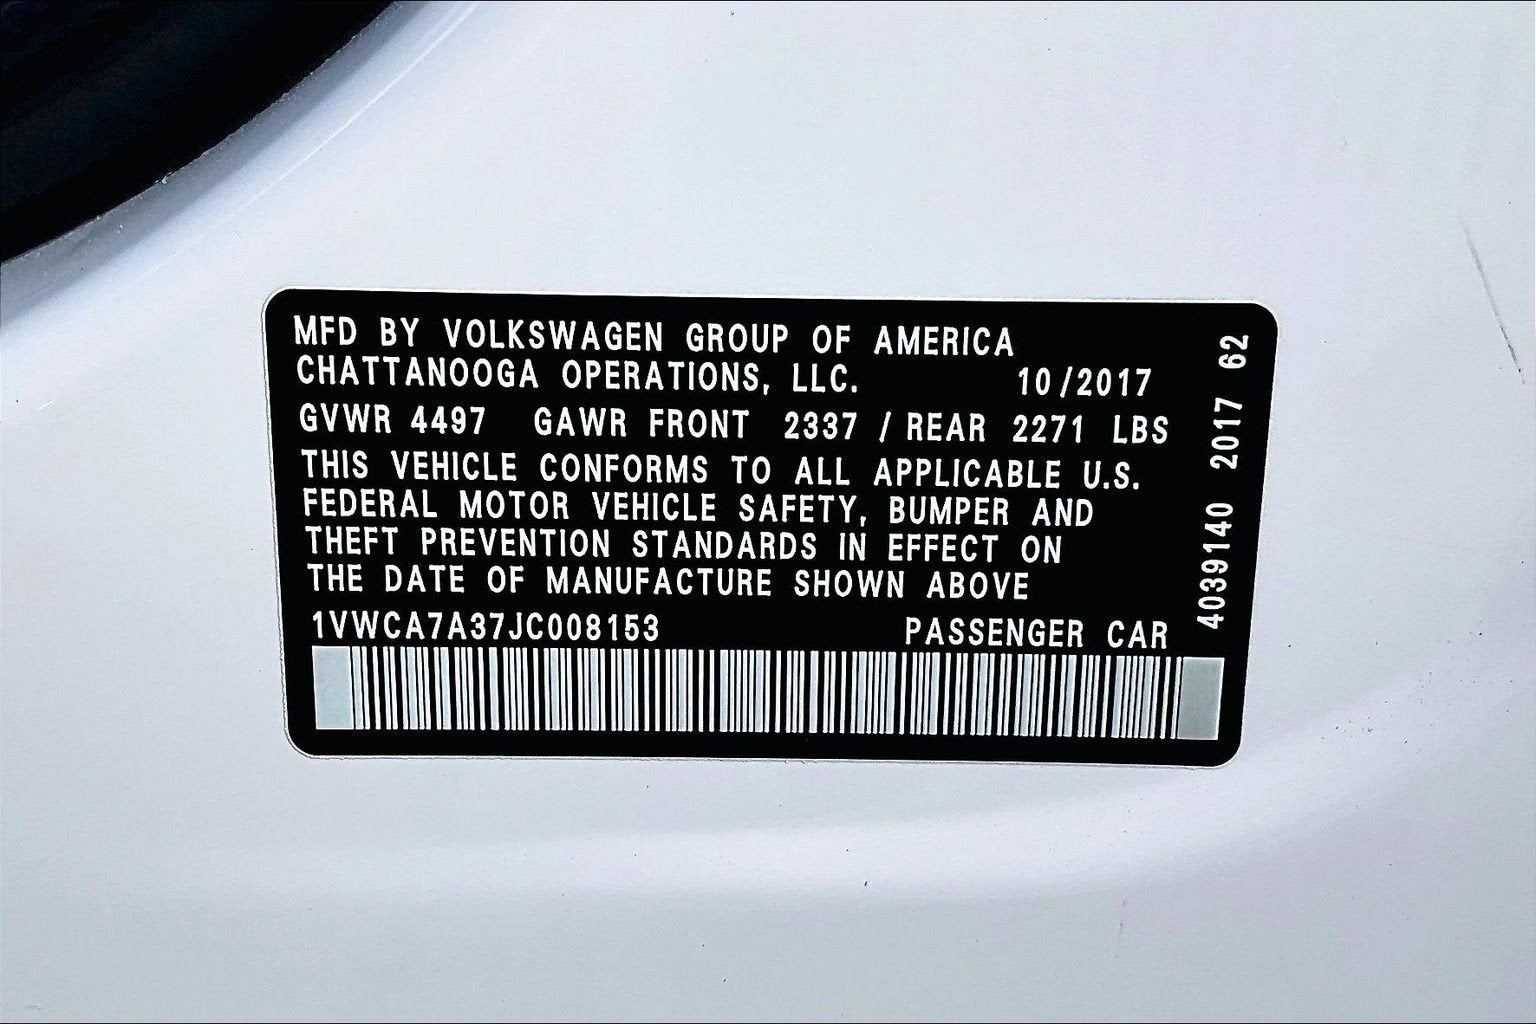 MFD BY VOLKSWAGEN GROUP OF AMERICA
CHATTANOOGA OPERATIONS, LLC. 10/2017
GVWR 4497 GAWR FRONT 2337 / REAR 2271 LBS
THIS VEHICLE CONFORMS TO ALL APPLICABLE U.S.
FEDERAL MOTOR VEHICLE SAFETY, BUMPER AND
THEFT PREVENTION STANDARDS IN EFFECT ON
THE DATE OF MANUFACTURE SHOWN ABOVE
1VWCA7A37JC008153 PASSENGER CAR
4039140 2017 62